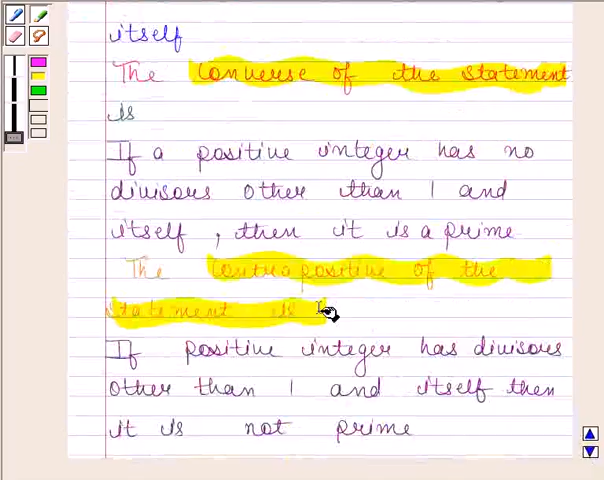 itself
The converse of the statement
is
If a positive integer has no
divisors other than 1 and
itself, then it is a prime
The contrapositive of the
statement is
If positive integer has divisors
other than 1 and itself then
it is not prime